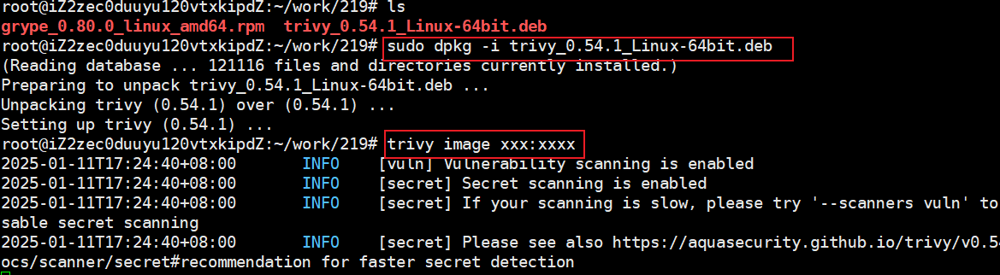 root@iZ2zec0duuyu120vtxkipdZ:~/work/219# ls
grype_0.80.0_linux_amd64.rpm  trivy_0.54.1_Linux-64bit.deb
root@iZ2zec0duuyu120vtxkipdZ:~/work/219# sudo dpkg -i trivy_0.54.1_Linux-64bit.deb
(Reading database ... 121116 files and directories currently installed.)
Preparing to unpack trivy_0.54.1_Linux-64bit.deb ...
Unpacking trivy (0.54.1) over (0.54.1) ...
Setting up trivy (0.54.1) ...
root@iZ2zec0duuyu120vtxkipdZ:~/work/219# trivy image xxx:xxxx
2025-01-11T17:24:40+08:00	INFO	[vuln] Vulnerability scanning is enabled
2025-01-11T17:24:40+08:00	INFO	[secret] Secret scanning is enabled
2025-01-11T17:24:40+08:00	INFO	[secret] If your scanning is slow, please try '--scanners vuln' to
sable secret scanning
2025-01-11T17:24:40+08:00	INFO	[secret] Please see also https://aquasecurity.github.io/trivy/v0.5
ocs/scanner/secret#recommendation for faster secret detection